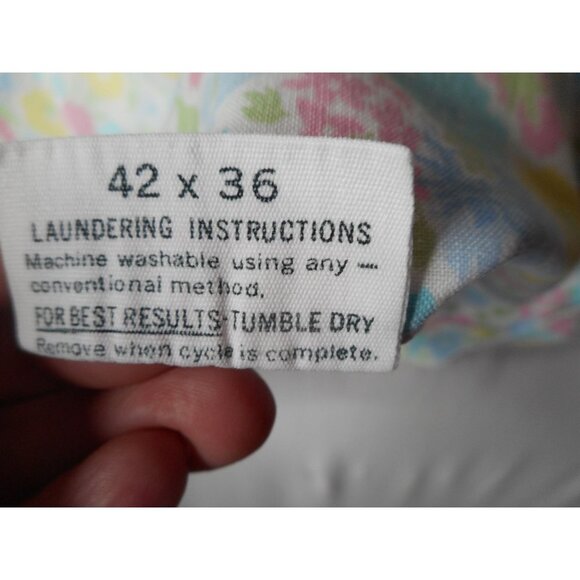 42 x 36
LAUNDERING INSTRUCTIONS
Machine washable using any —
conventional method.
FOR BEST RESULTS-TUMBLE DRY
Remove when cycle is complete.